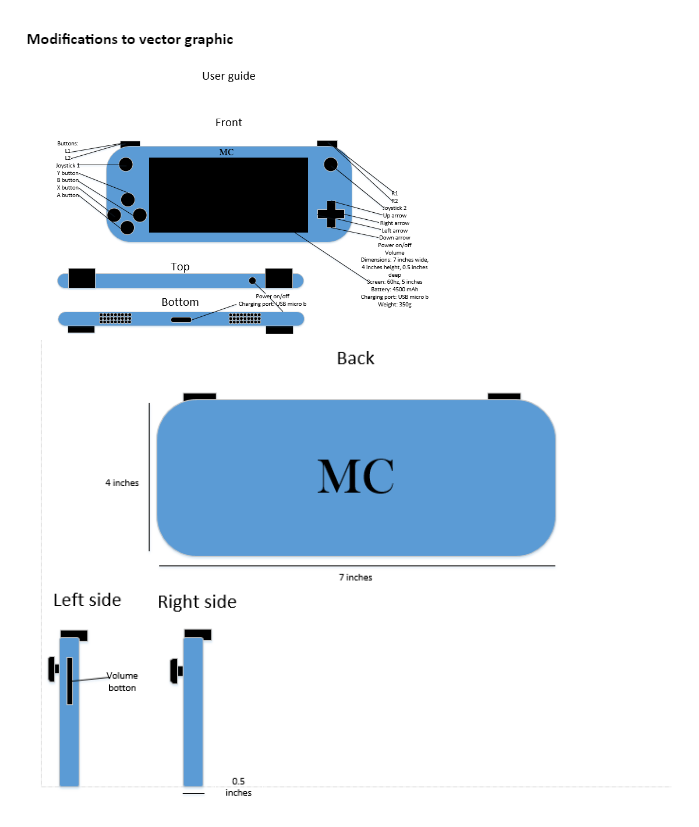 Modifications to vector graphic
User guide
Front
Buttons:
L1
L2
Joystick 1
Y button
B button
X button
A button
MC
R1
R2
Joystick 2
Up arrow
Right arrow
Left arrow
Down arrow
Power on/off
Volume
Dimensions: 7 inches wide,
4 inches height, 0.5 inches
deep
Screen: 60hz, 5 inches
Battery: 4500 mAh
Charging port: USB micro b
Weight: 350g
Top
Power on/off
Charging port: USB micro b
Bottom
Back
MC
4 inches
7 inches
Left side
Right side
Volume
botton
0.5
inches